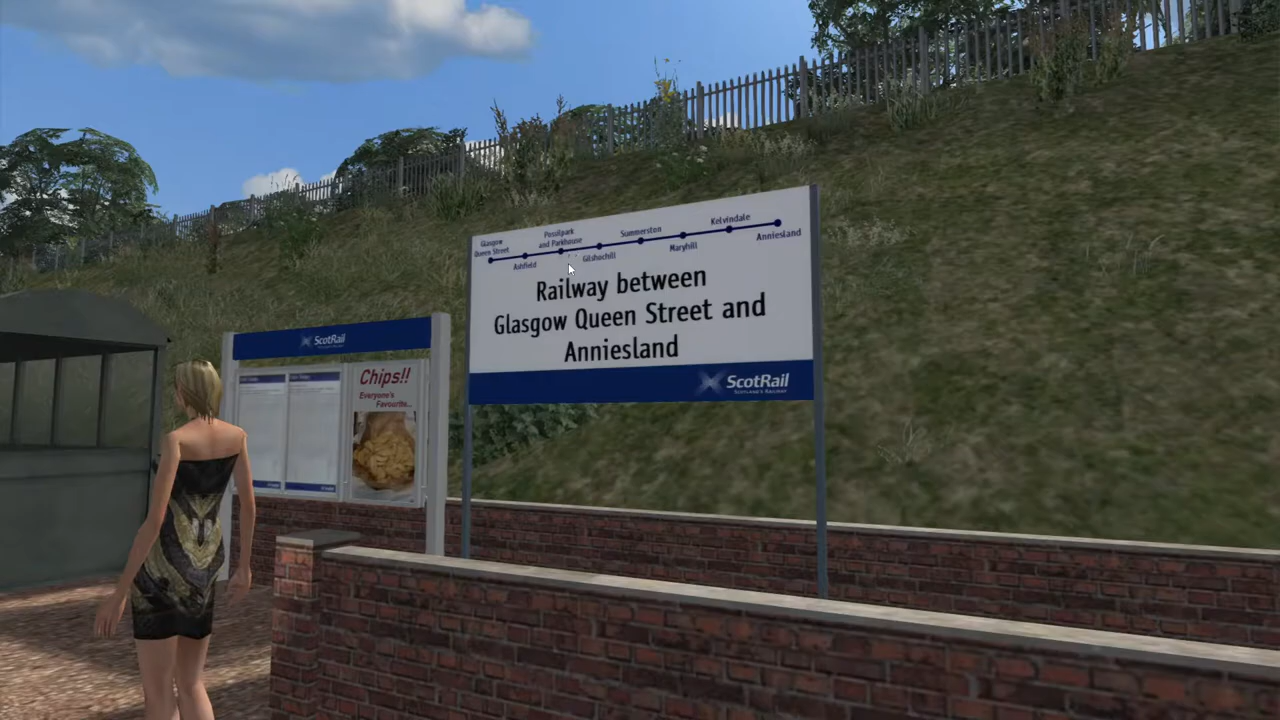 Glasgow
Queen Street
Ashfield
Possilpark
and Parkhouse
Gilshochill
Summerston
Maryhill
Kelvindale
Anniesland
Railway between
Glasgow Queen Street and
Anniesland
ScotRail
SCOTLAND'S RAILWAY
ScotRail
Chips!!
Everyone's
Favourite...